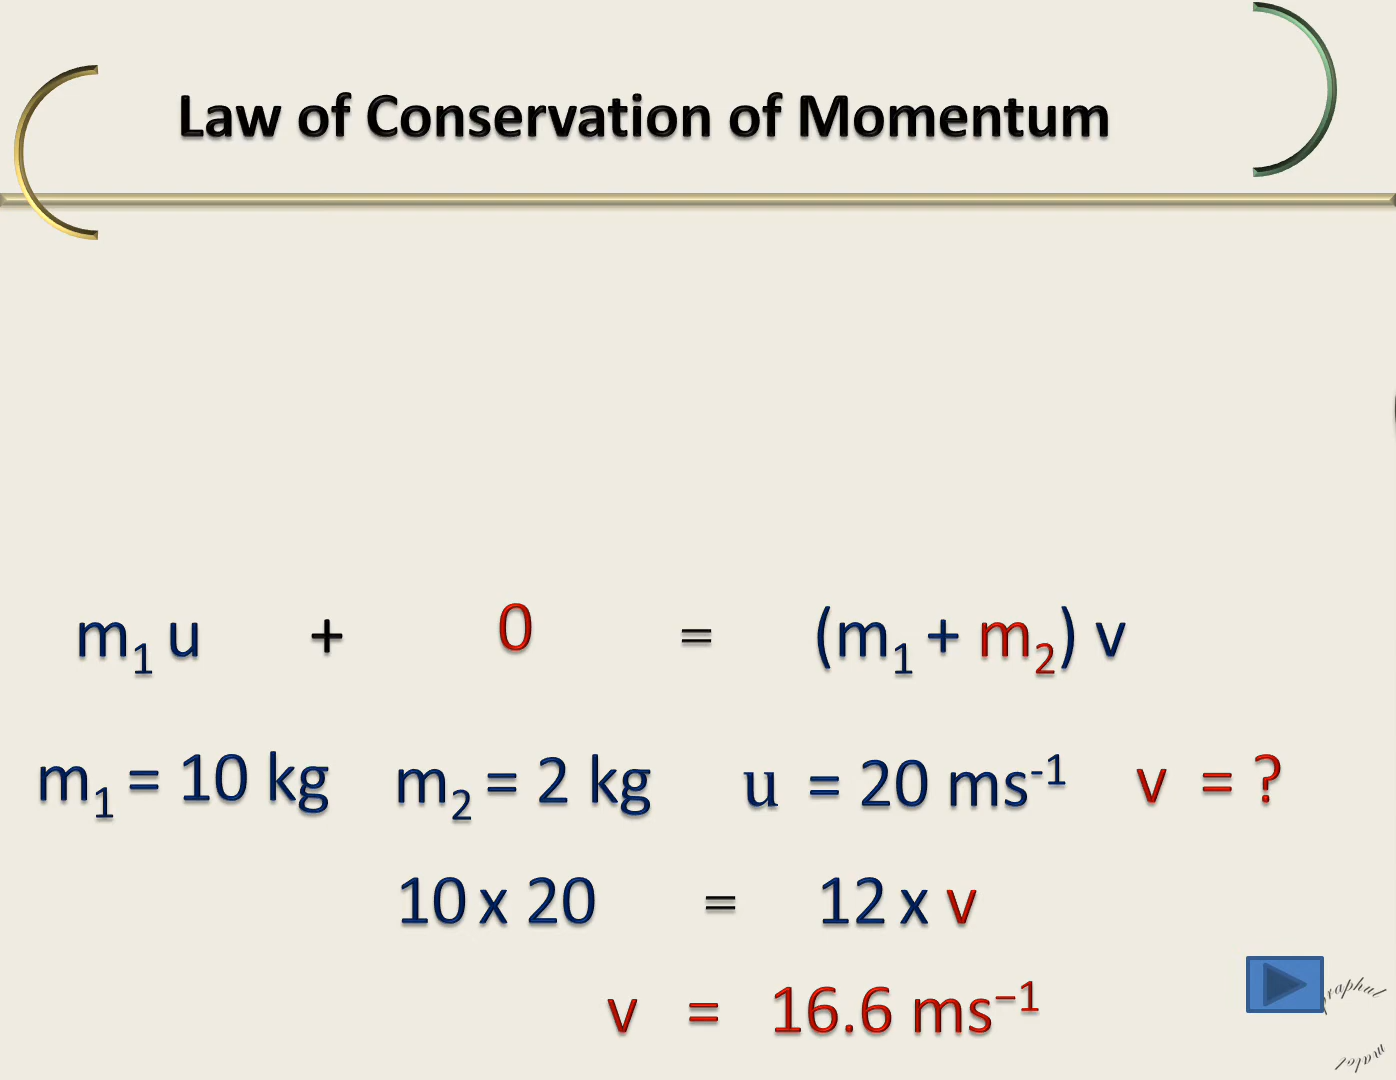 Law of Conservation of Momentum
m₁ u + 0 = (m₁ + m₂) v
m₁ = 10 kg m₂ = 2 kg u = 20 ms⁻¹ v = ?
10 x 20 = 12 x v
v = 16.6 ms⁻¹